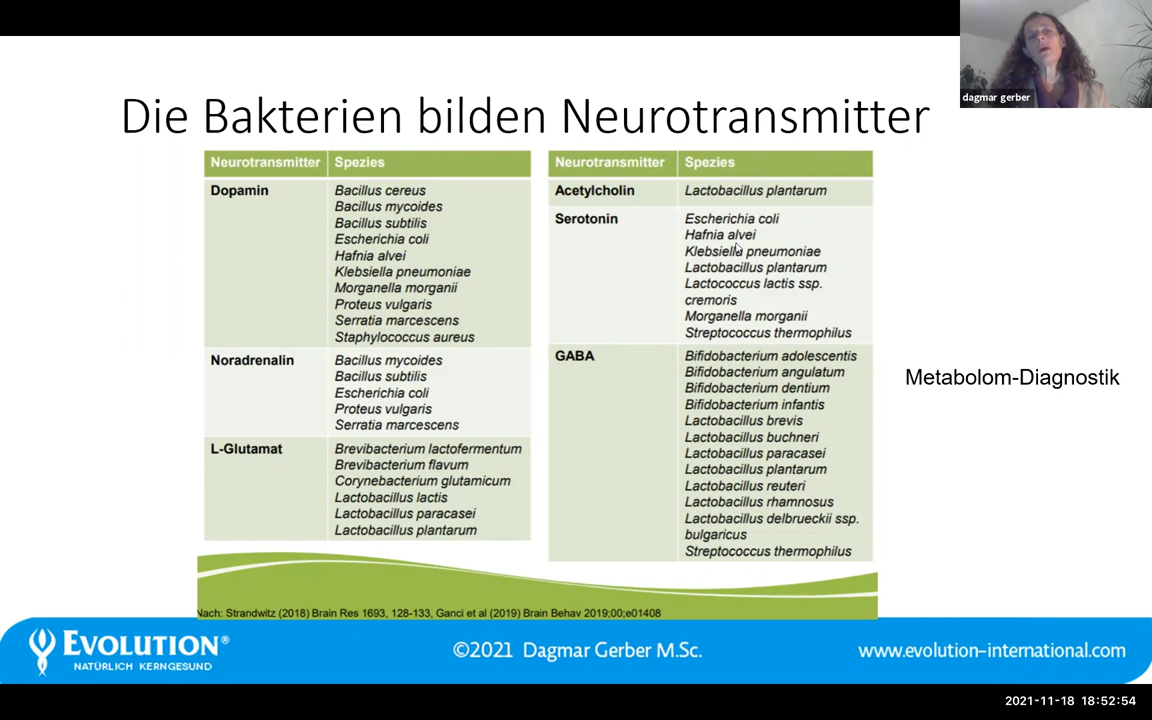 dagmar gerber
Die Bakterien bilden Neurotransmitter
Neurotransmitter Spezies
Dopamin Bacillus cereus
Bacillus mycoides
Bacillus subtilis
Escherichia coli
Hafnia alvei
Klebsiella pneumoniae
Morganella morganii
Proteus vulgaris
Serratia marcescens
Staphylococcus aureus
Noradrenalin Bacillus mycoides
Bacillus subtilis
Escherichia coli
Proteus vulgaris
Serratia marcescens
L-Glutamat Brevibacterium lactofermentum
Brevibacterium flavum
Corynebacterium glutamicum
Lactobacillus lactis
Lactobacillus paracasei
Lactobacillus plantarum
Neurotransmitter Spezies
Acetylcholin Lactobacillus plantarum
Serotonin Escherichia coli
Hafnia alvei
Klebsiella pneumoniae
Lactobacillus plantarum
Lactococcus lactis ssp.
cremoris
Morganella morganii
Streptococcus thermophilus
GABA Bifidobacterium adolescentis
Bifidobacterium angulatum
Bifidobacterium dentium
Bifidobacterium infantis
Lactobacillus brevis
Lactobacillus buchneri
Lactobacillus paracasei
Lactobacillus plantarum
Lactobacillus reuteri
Lactobacillus rhamnosus
Lactobacillus delbrueckii ssp.
bulgaricus
Streptococcus thermophilus
Metabolom-Diagnostik
Nach: Strandwitz (2018) Brain Res 1693, 128-133, Ganci et al (2019) Brain Behav 2019;00;e01408
EVOLUTION®
NATÜRLICH KERNGESUND
©2021 Dagmar Gerber M.Sc.
www.evolution-international.com
2021-11-18 18:52:54